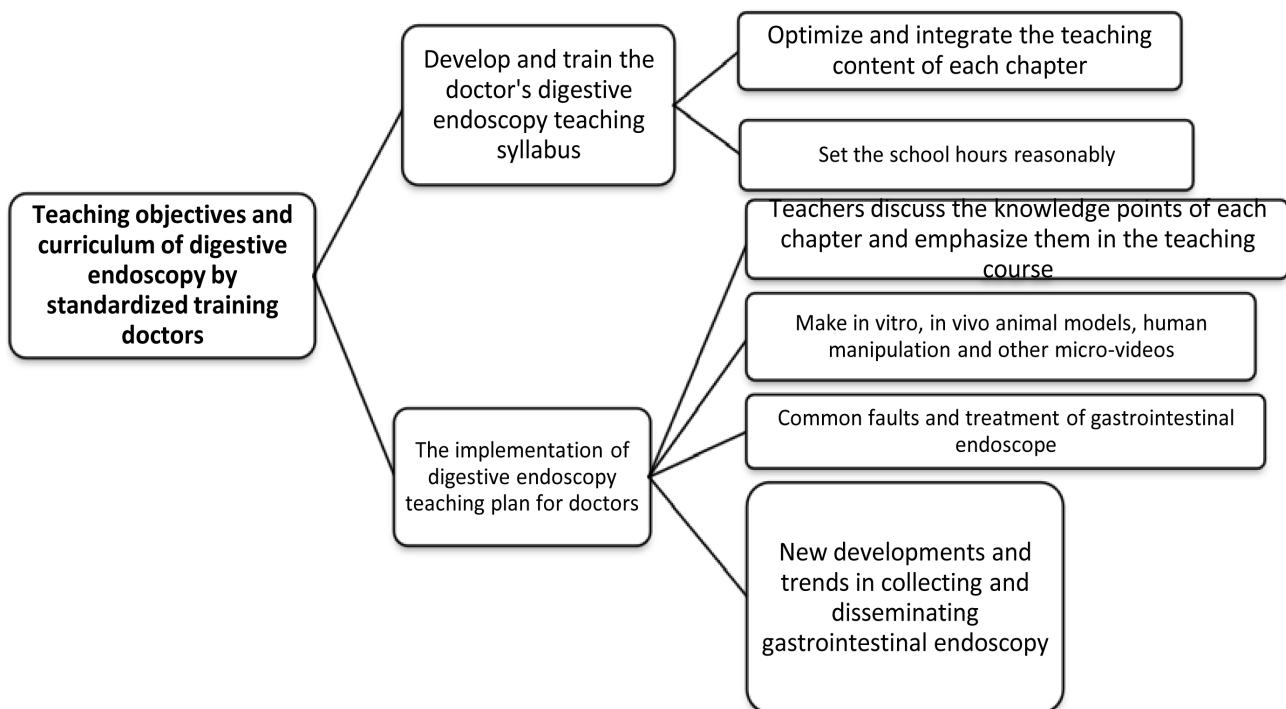 Teaching objectives and
curriculum of digestive
endoscopy by
standardized training
doctors
Develop and train the
doctor's digestive
endoscopy teaching
syllabus
Optimize and integrate the teaching
content of each chapter
Set the school hours reasonably
The implementation of
digestive endoscopy
teaching plan for doctors
Teachers discuss the knowledge points of each
chapter and emphasize them in the teaching
course
Make in vitro, in vivo animal models, human
manipulation and other micro-videos
Common faults and treatment of gastrointestinal
endoscope
New developments and
trends in collecting and
disseminating
gastrointestinal endoscopy